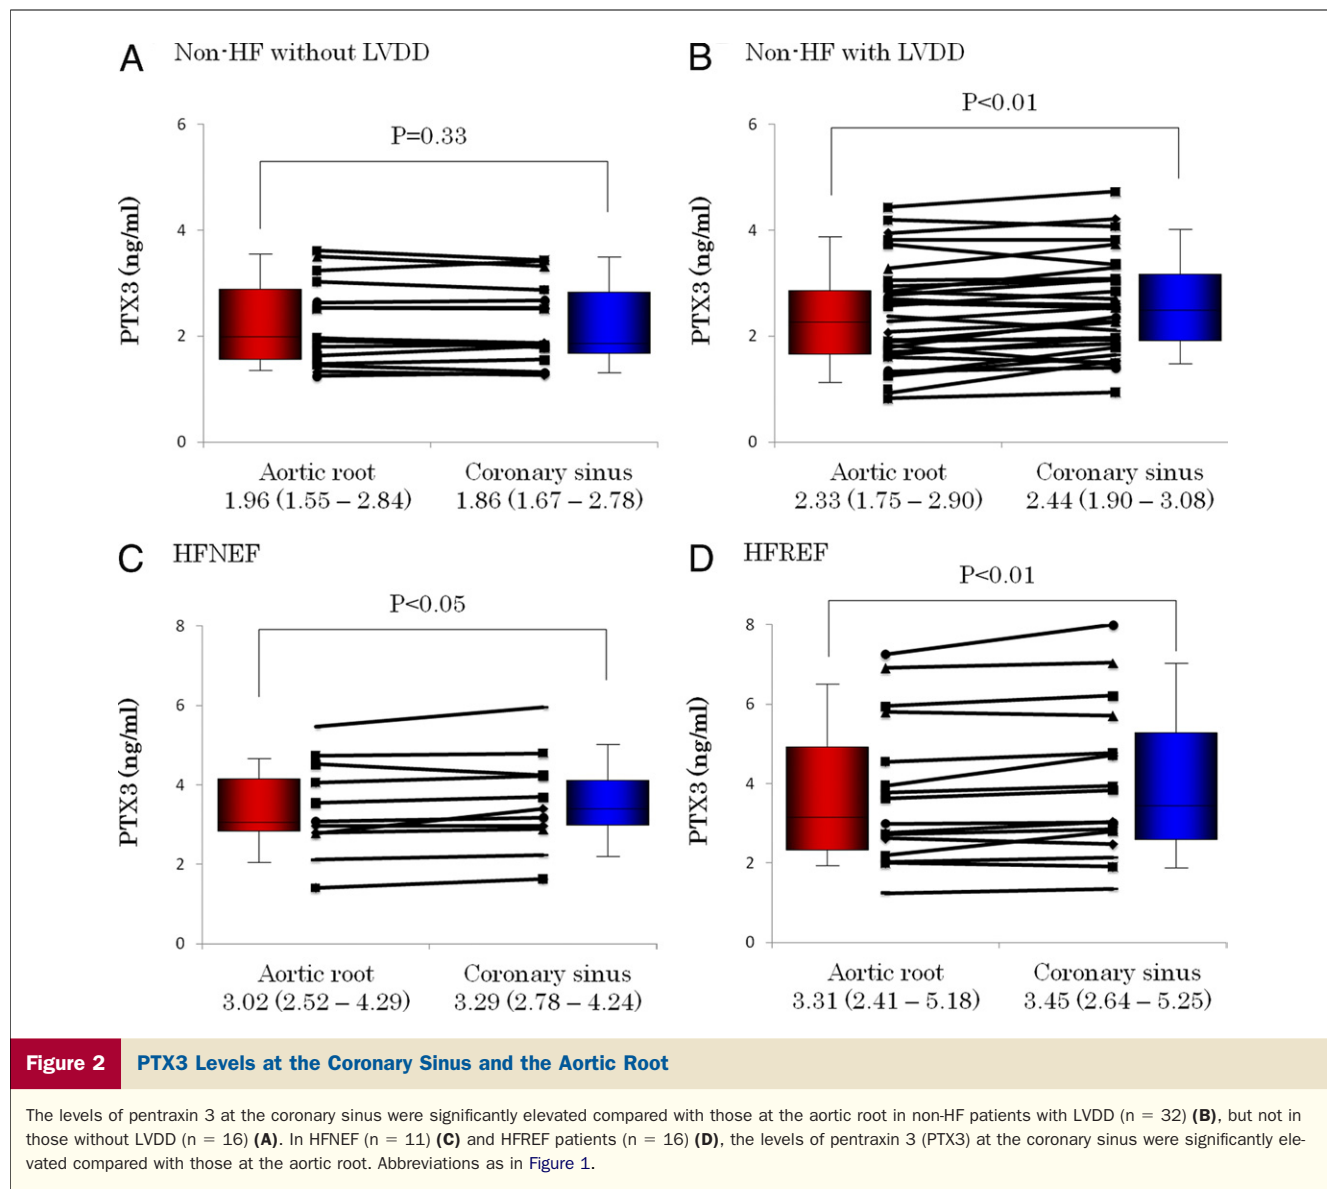 A Non-HF without LVDD
P=0.33
PTX3 (ng/ml)
6
4
2
0
Aortic root Coronary sinus
1.96 (1.55 – 2.84) 1.86 (1.67 – 2.78)
B Non-HF with LVDD
P<0.01
PTX3 (ng/ml)
6
4
2
0
Aortic root Coronary sinus
2.33 (1.75 – 2.90) 2.44 (1.90 – 3.08)
C HFNEF
P<0.05
PTX3 (ng/ml)
8
6
4
2
0
Aortic root Coronary sinus
3.02 (2.52 – 4.29) 3.29 (2.78 – 4.24)
D HFREF
P<0.01
PTX3 (ng/ml)
8
6
4
2
0
Aortic root Coronary sinus
3.31 (2.41 – 5.18) 3.45 (2.64 – 5.25)
Figure 2 PTX3 Levels at the Coronary Sinus and the Aortic Root
The levels of pentraxin 3 at the coronary sinus were significantly elevated compared with those at the aortic root in non-HF patients with LVDD (n = 32) (B), but not in
those without LVDD (n = 16) (A). In HFNEF (n = 11) (C) and HFREF patients (n = 16) (D), the levels of pentraxin 3 (PTX3) at the coronary sinus were significantly ele-
vated compared with those at the aortic root. Abbreviations as in Figure 1.